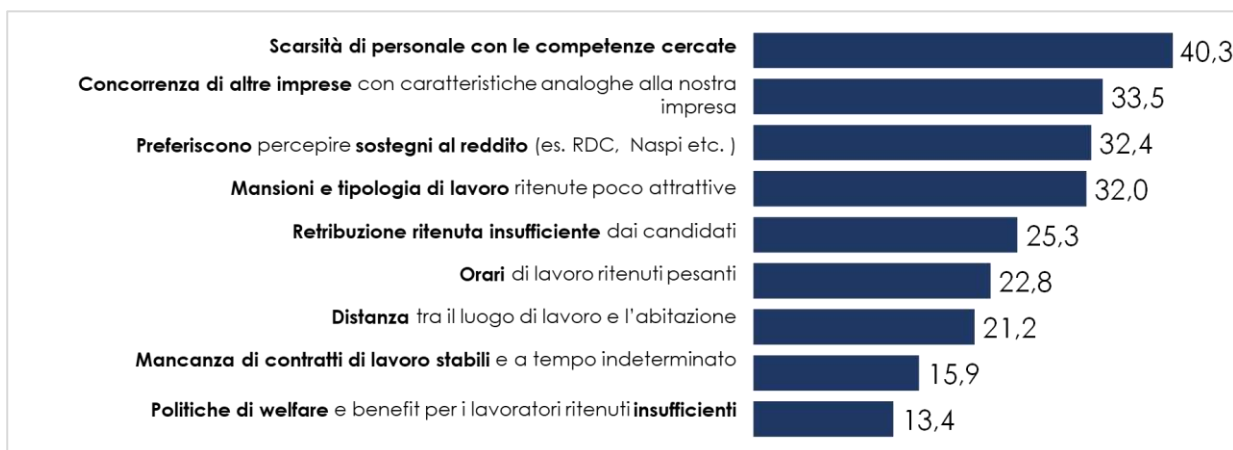 Scarsità di personale con le competenze cercate
40,3
Concorrenza di altre imprese con caratteristiche analoghe alla nostra
impresa
33,5
Preferiscono percepire sostegni al reddito (es. RDC, Naspi etc. )
32,4
Mansioni e tipologia di lavoro ritenute poco attrattive
32,0
Retribuzione ritenuta insufficiente dai candidati
25,3
Orari di lavoro ritenuti pesanti
22,8
Distanza tra il luogo di lavoro e l'abitazione
21,2
Mancanza di contratti di lavoro stabili e a tempo indeterminato
15,9
Politiche di welfare e benefit per i lavoratori ritenuti insufficienti
13,4